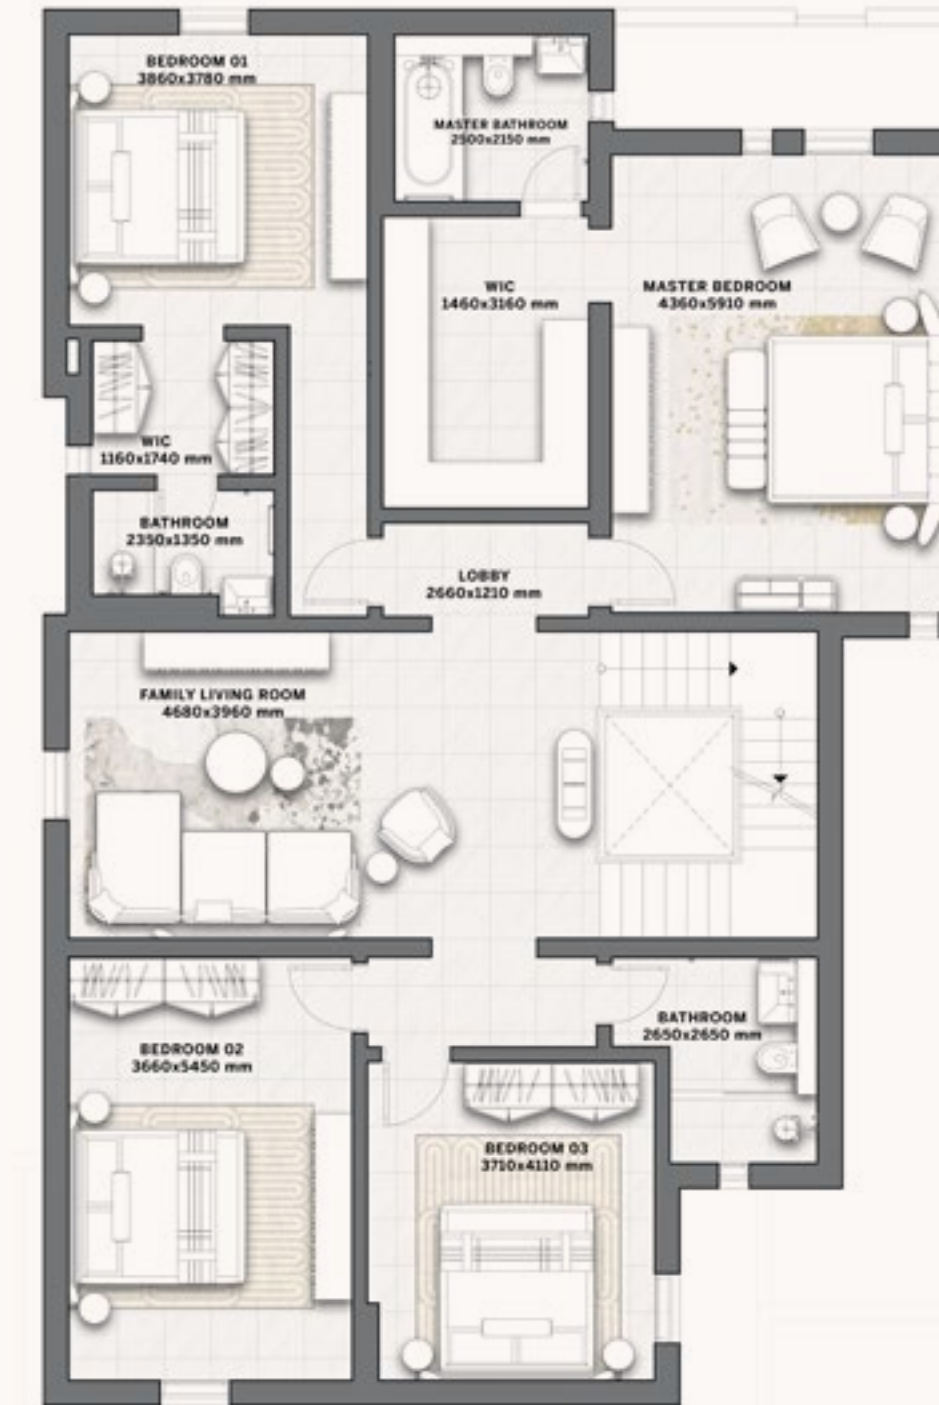 BEDROOM 01
3860x3780 mm
MASTER BATHROOM
2500x2150 mm
WIC
1460x3160 mm
MASTER BEDROOM
4360x5910 mm
WIC
1160x1740 mm
BATHROOM
2350x1350 mm
LOBBY
2660x1210 mm
FAMILY LIVING ROOM
4680x3960 mm
BATHROOM
2650x2650 mm
BEDROOM 02
3660x5450 mm
BEDROOM 03
3710x4110 mm